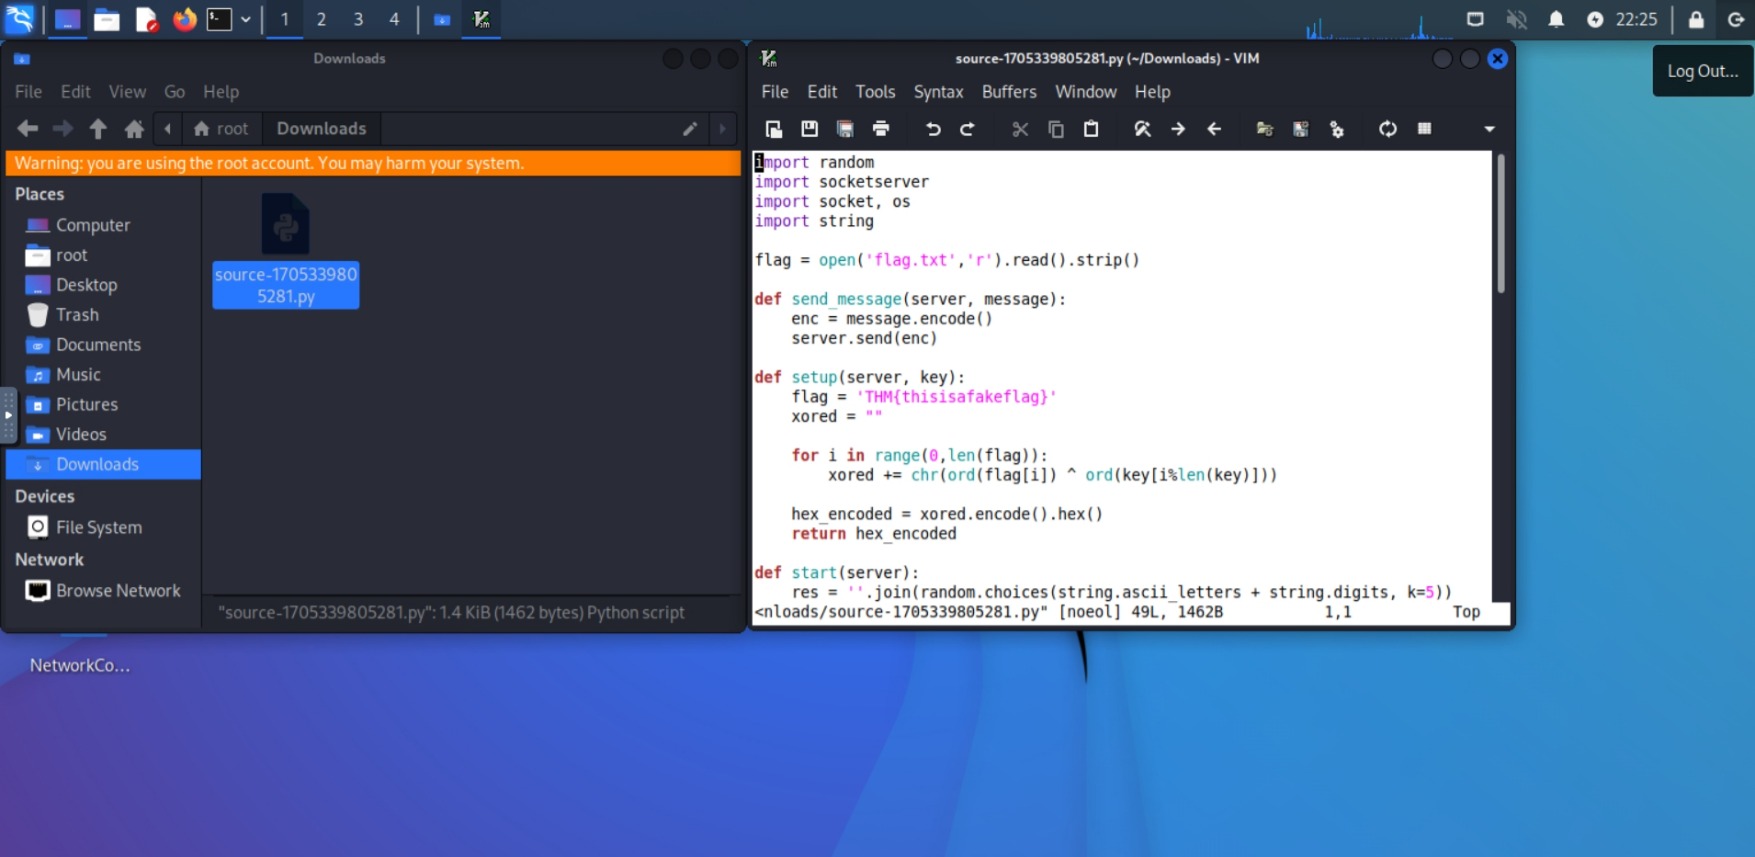 1 2 3 4
22:25
Log Out...
Downloads
File Edit View Go Help
root Downloads
Warning: you are using the root account. You may harm your system.
Places
Computer
root
Desktop
Trash
Documents
Music
Pictures
Videos
Downloads
Devices
File System
Network
Browse Network
source-170533980
5281.py
"source-1705339805281.py": 1.4 KiB (1462 bytes) Python script
NetworkCo...
source-1705339805281.py (~/Downloads) - VIM
File Edit Tools Syntax Buffers Window Help
import random
import socketserver
import socket, os
import string
flag = open('flag.txt','r').read().strip()
def send_message(server, message):
    enc = message.encode()
    server.send(enc)
def setup(server, key):
    flag = 'THM{thisisafakeflag}'
    xored = ""
    for i in range(0,len(flag)):
        xored += chr(ord(flag[i]) ^ ord(key[i%len(key)]))
    hex_encoded = xored.encode().hex()
    return hex_encoded
def start(server):
    res = ''.join(random.choices(string.ascii_letters + string.digits, k=5))
<nloads/source-1705339805281.py" [noeol] 49L, 1462B 1,1 Top